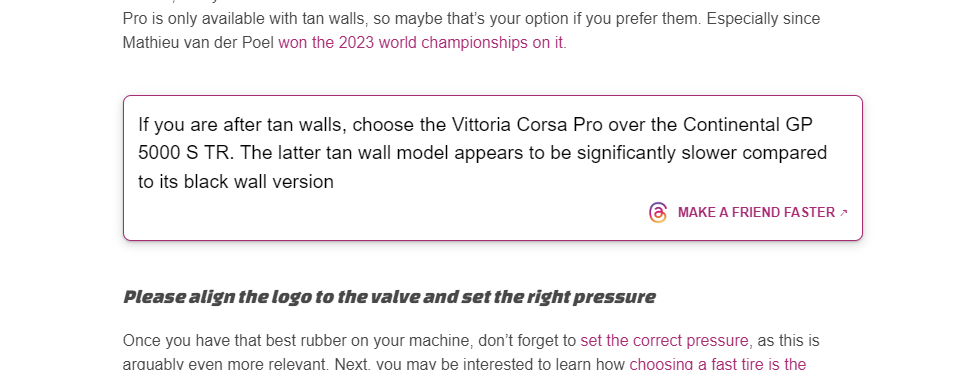 Pro is only available with tan walls, so maybe that's your option if you prefer them. Especially since
Mathieu van der Poel won the 2023 world championships on it.
If you are after tan walls, choose the Vittoria Corsa Pro over the Continental GP
5000 S TR. The latter tan wall model appears to be significantly slower compared
to its black wall version
MAKE A FRIEND FASTER ↗
Please align the logo to the valve and set the right pressure
Once you have that best rubber on your machine, don't forget to set the correct pressure, as this is
arguably even more relevant. Next, you may be interested to learn how choosing a fast tire is the